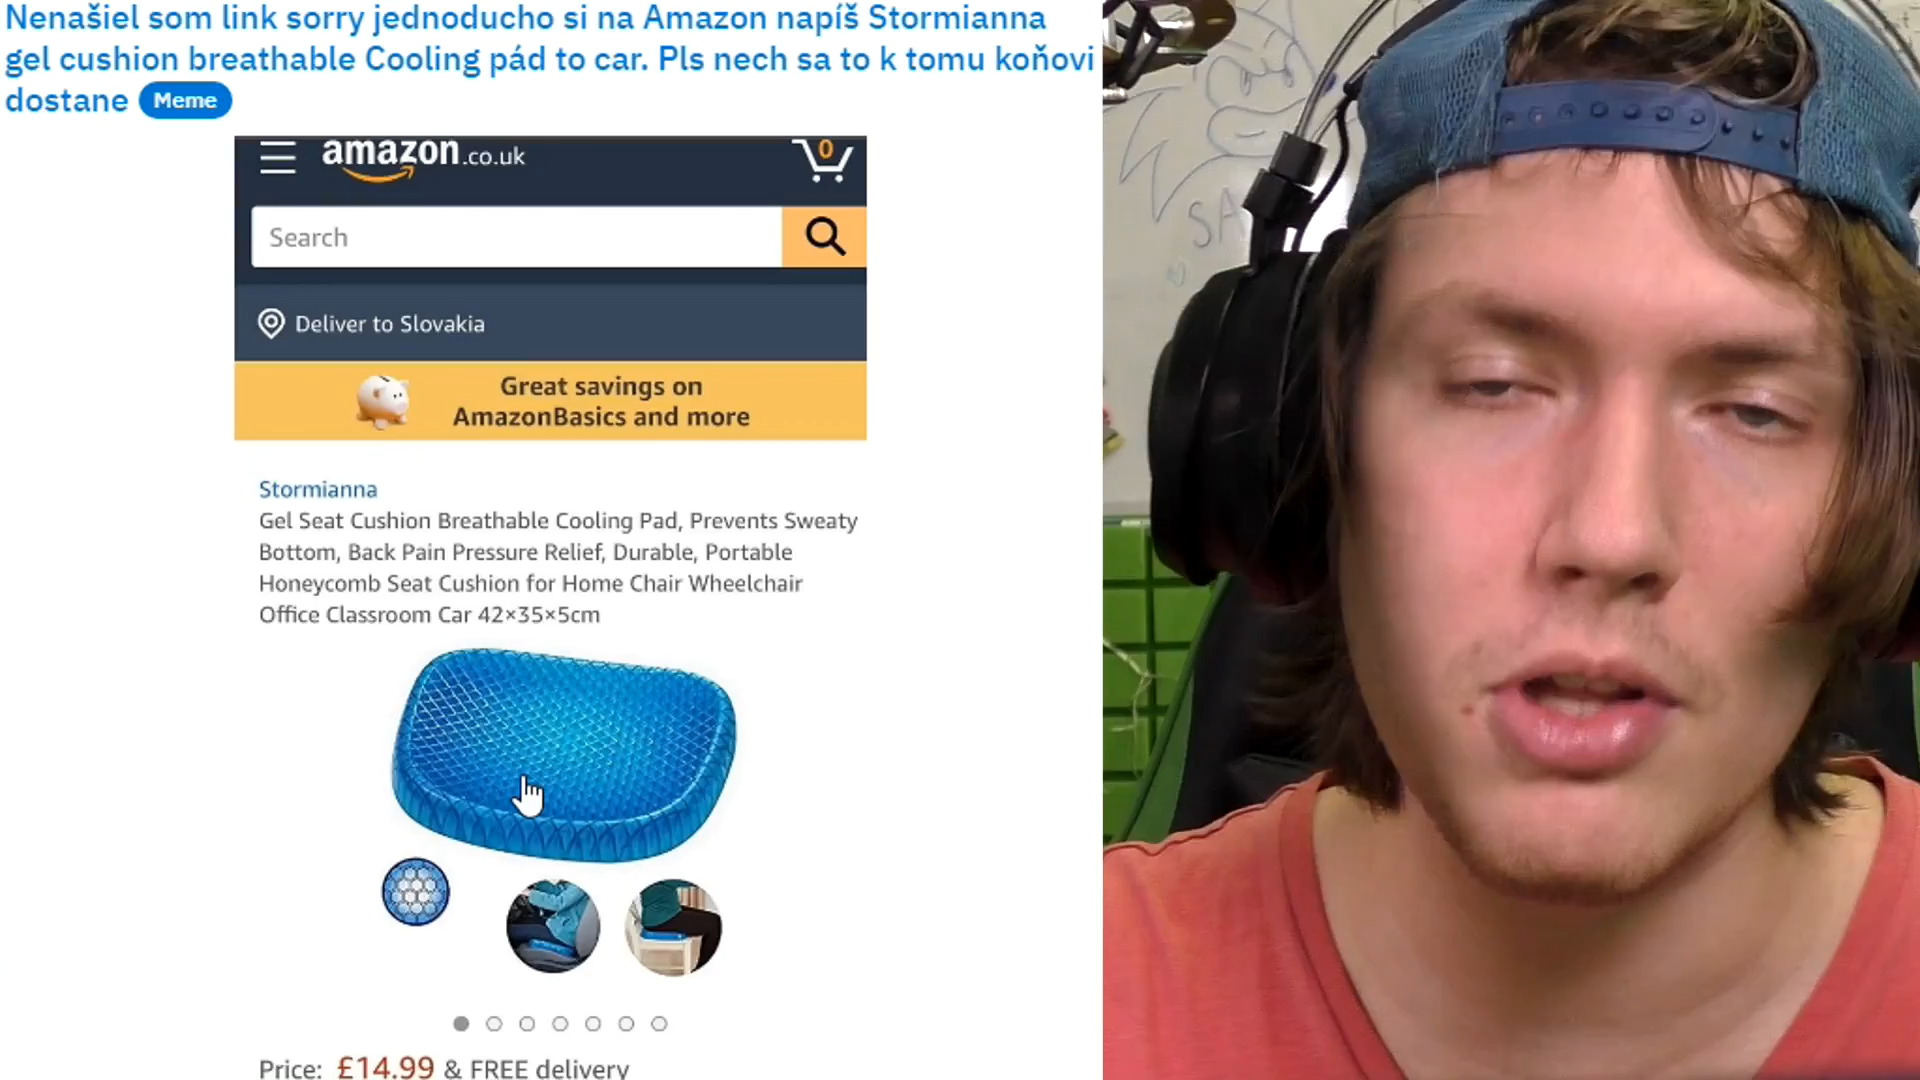 Nenašiel som link sorry jednoducho si na Amazon napíš Stormianna
gel cushion breathable Cooling pád to car. Pls nech sa to k tomu koňovi
dostane Meme
amazon.co.uk
0
Search
Deliver to Slovakia
Great savings on
AmazonBasics and more
Stormianna
Gel Seat Cushion Breathable Cooling Pad, Prevents Sweaty
Bottom, Back Pain Pressure Relief, Durable, Portable
Honeycomb Seat Cushion for Home Chair Wheelchair
Office Classroom Car 42×35×5cm
Price: £14.99 & FREE delivery
SA